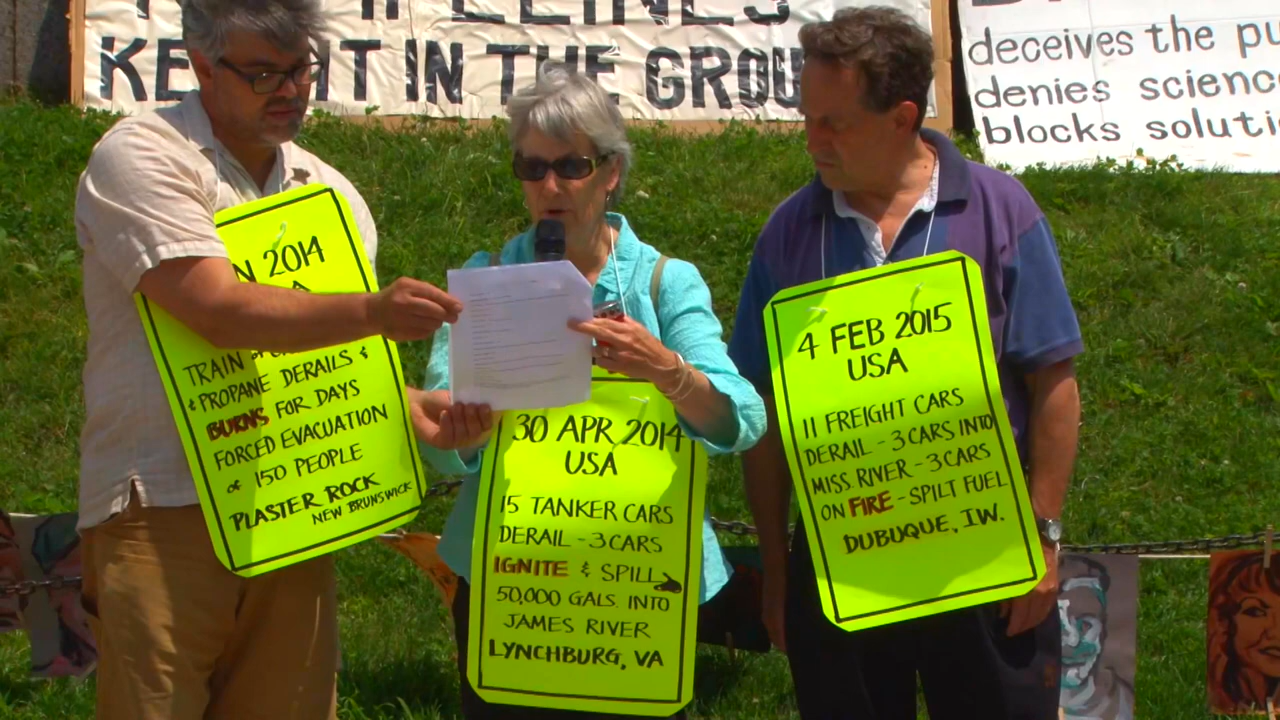 PIPELINES
KEEP IT IN THE GROU
deceives the pu
denies science
blocks soluti
N 2014
TRAIN
& PROPANE DERAILS &
BURNS FOR DAYS
FORCED EVACUATION
of 150 PEOPLE
PLASTER ROCK
NEW BRUNSWICK
30 APR 2014
USA
15 TANKER CARS
DERAIL - 3 CARS
IGNITE & SPILL
50,000 GALS. INTO
JAMES RIVER
LYNCHBURG, VA
4 FEB 2015
USA
11 FREIGHT CARS
DERAIL - 3 CARS INTO
MISS RIVER - 3 CARS
ON FIRE - SPILT FUEL
DUBUQUE, IW.